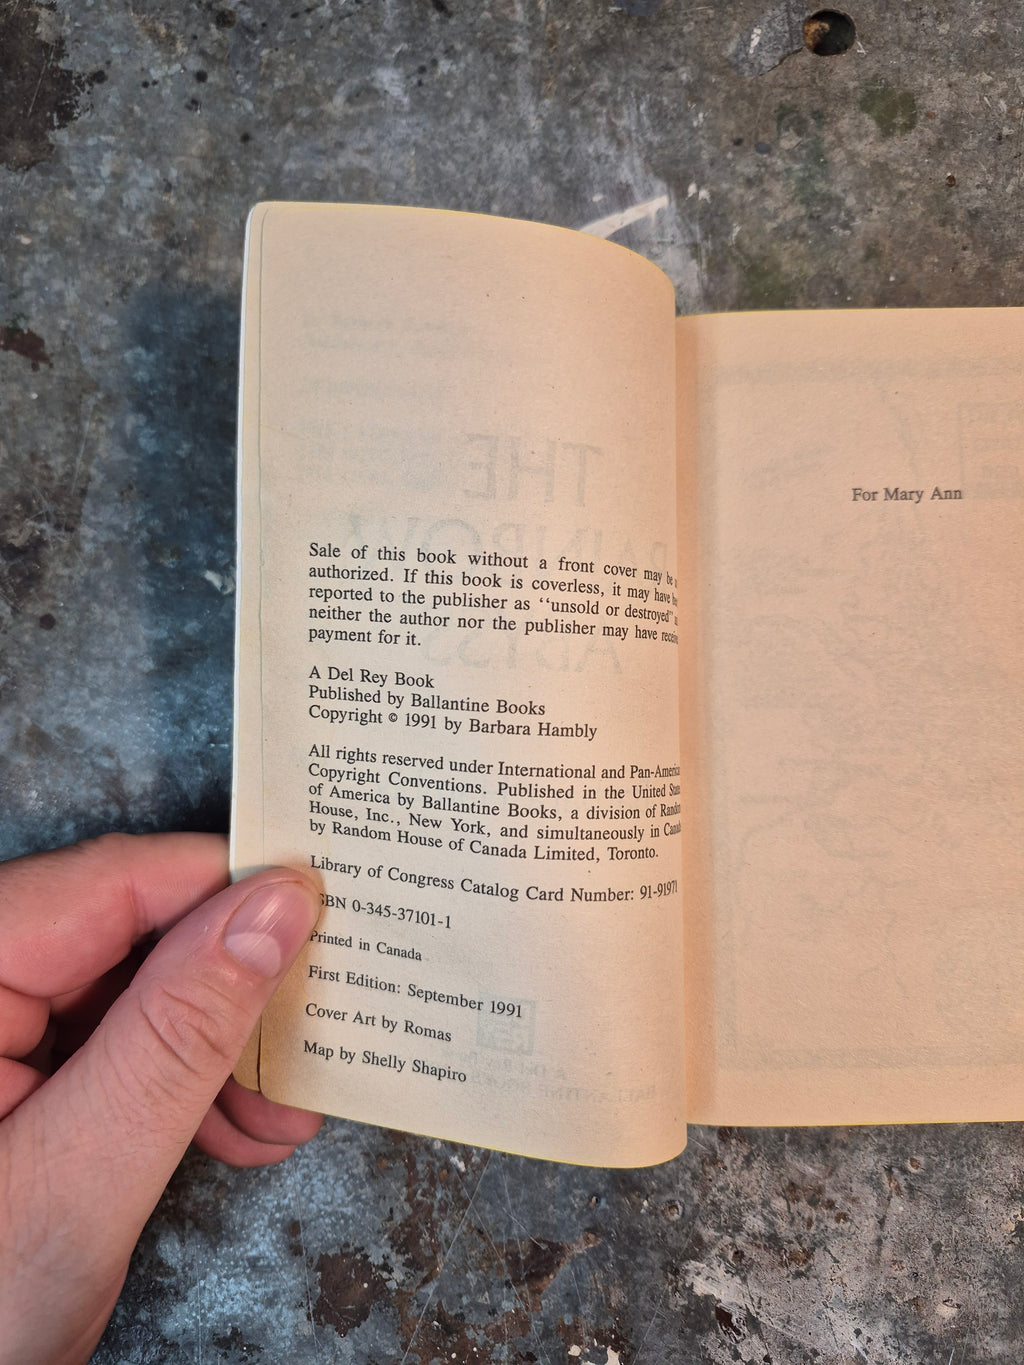 Sale of this book without a front cover may be
authorized. If this book is coverless, it may have
reported to the publisher as ‘‘unsold or destroyed”
neither the author nor the publisher may have
payment for it.
A Del Rey Book
Published by Ballantine Books
Copyright © 1991 by Barbara Hambly
All rights reserved under International and
Copyright Conventions. Published in the United
of America by Ballantine Books, a division of
House, Inc., New York, and simultaneously in
by Random House of Canada Limited, Toronto.
Library of Congress Catalog Card Number: 91-91971
0-345-37101-1
Printed in Canada
First Edition: September 1991
Cover Art by Romas
Map by Shelly Shapiro
For Mary Ann